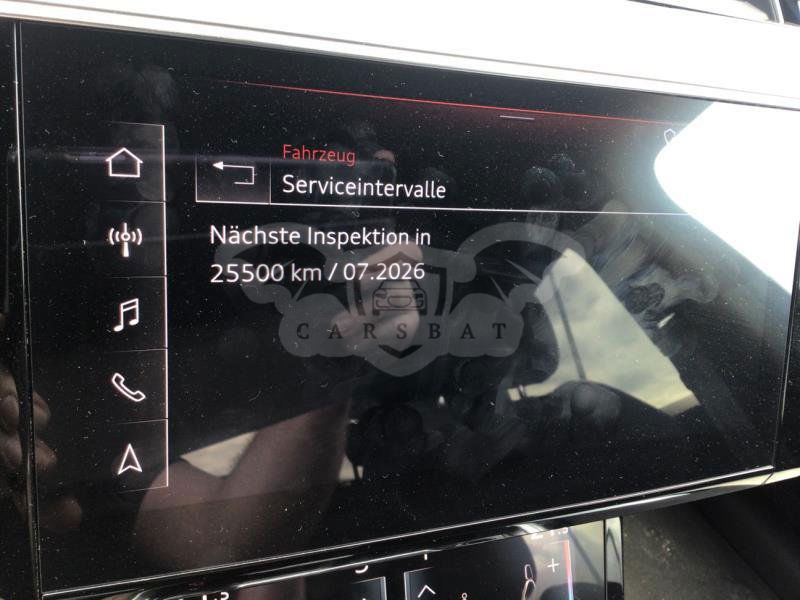 Fahrzeug
Serviceintervalle
Nächste Inspektion in
25500 km / 07.2026
CARSBAT